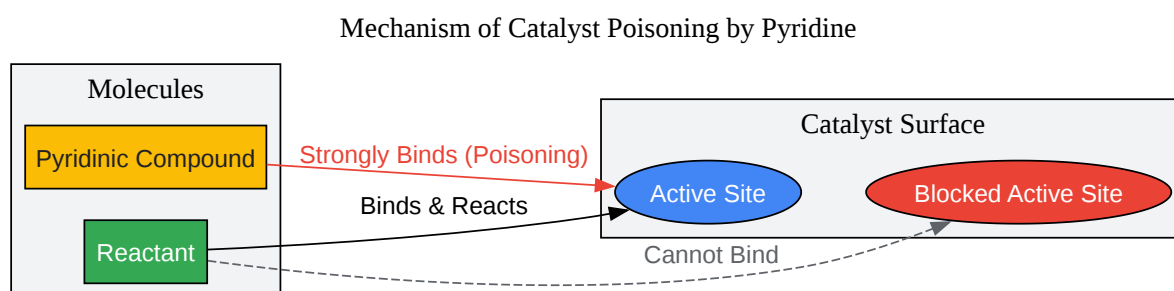 Mechanism of Catalyst Poisoning by Pyridine
Molecules
Pyridinic Compound
Reactant
Strongly Binds (Poisoning)
Binds & Reacts
Cannot Bind
Catalyst Surface
Active Site
Blocked Active Site